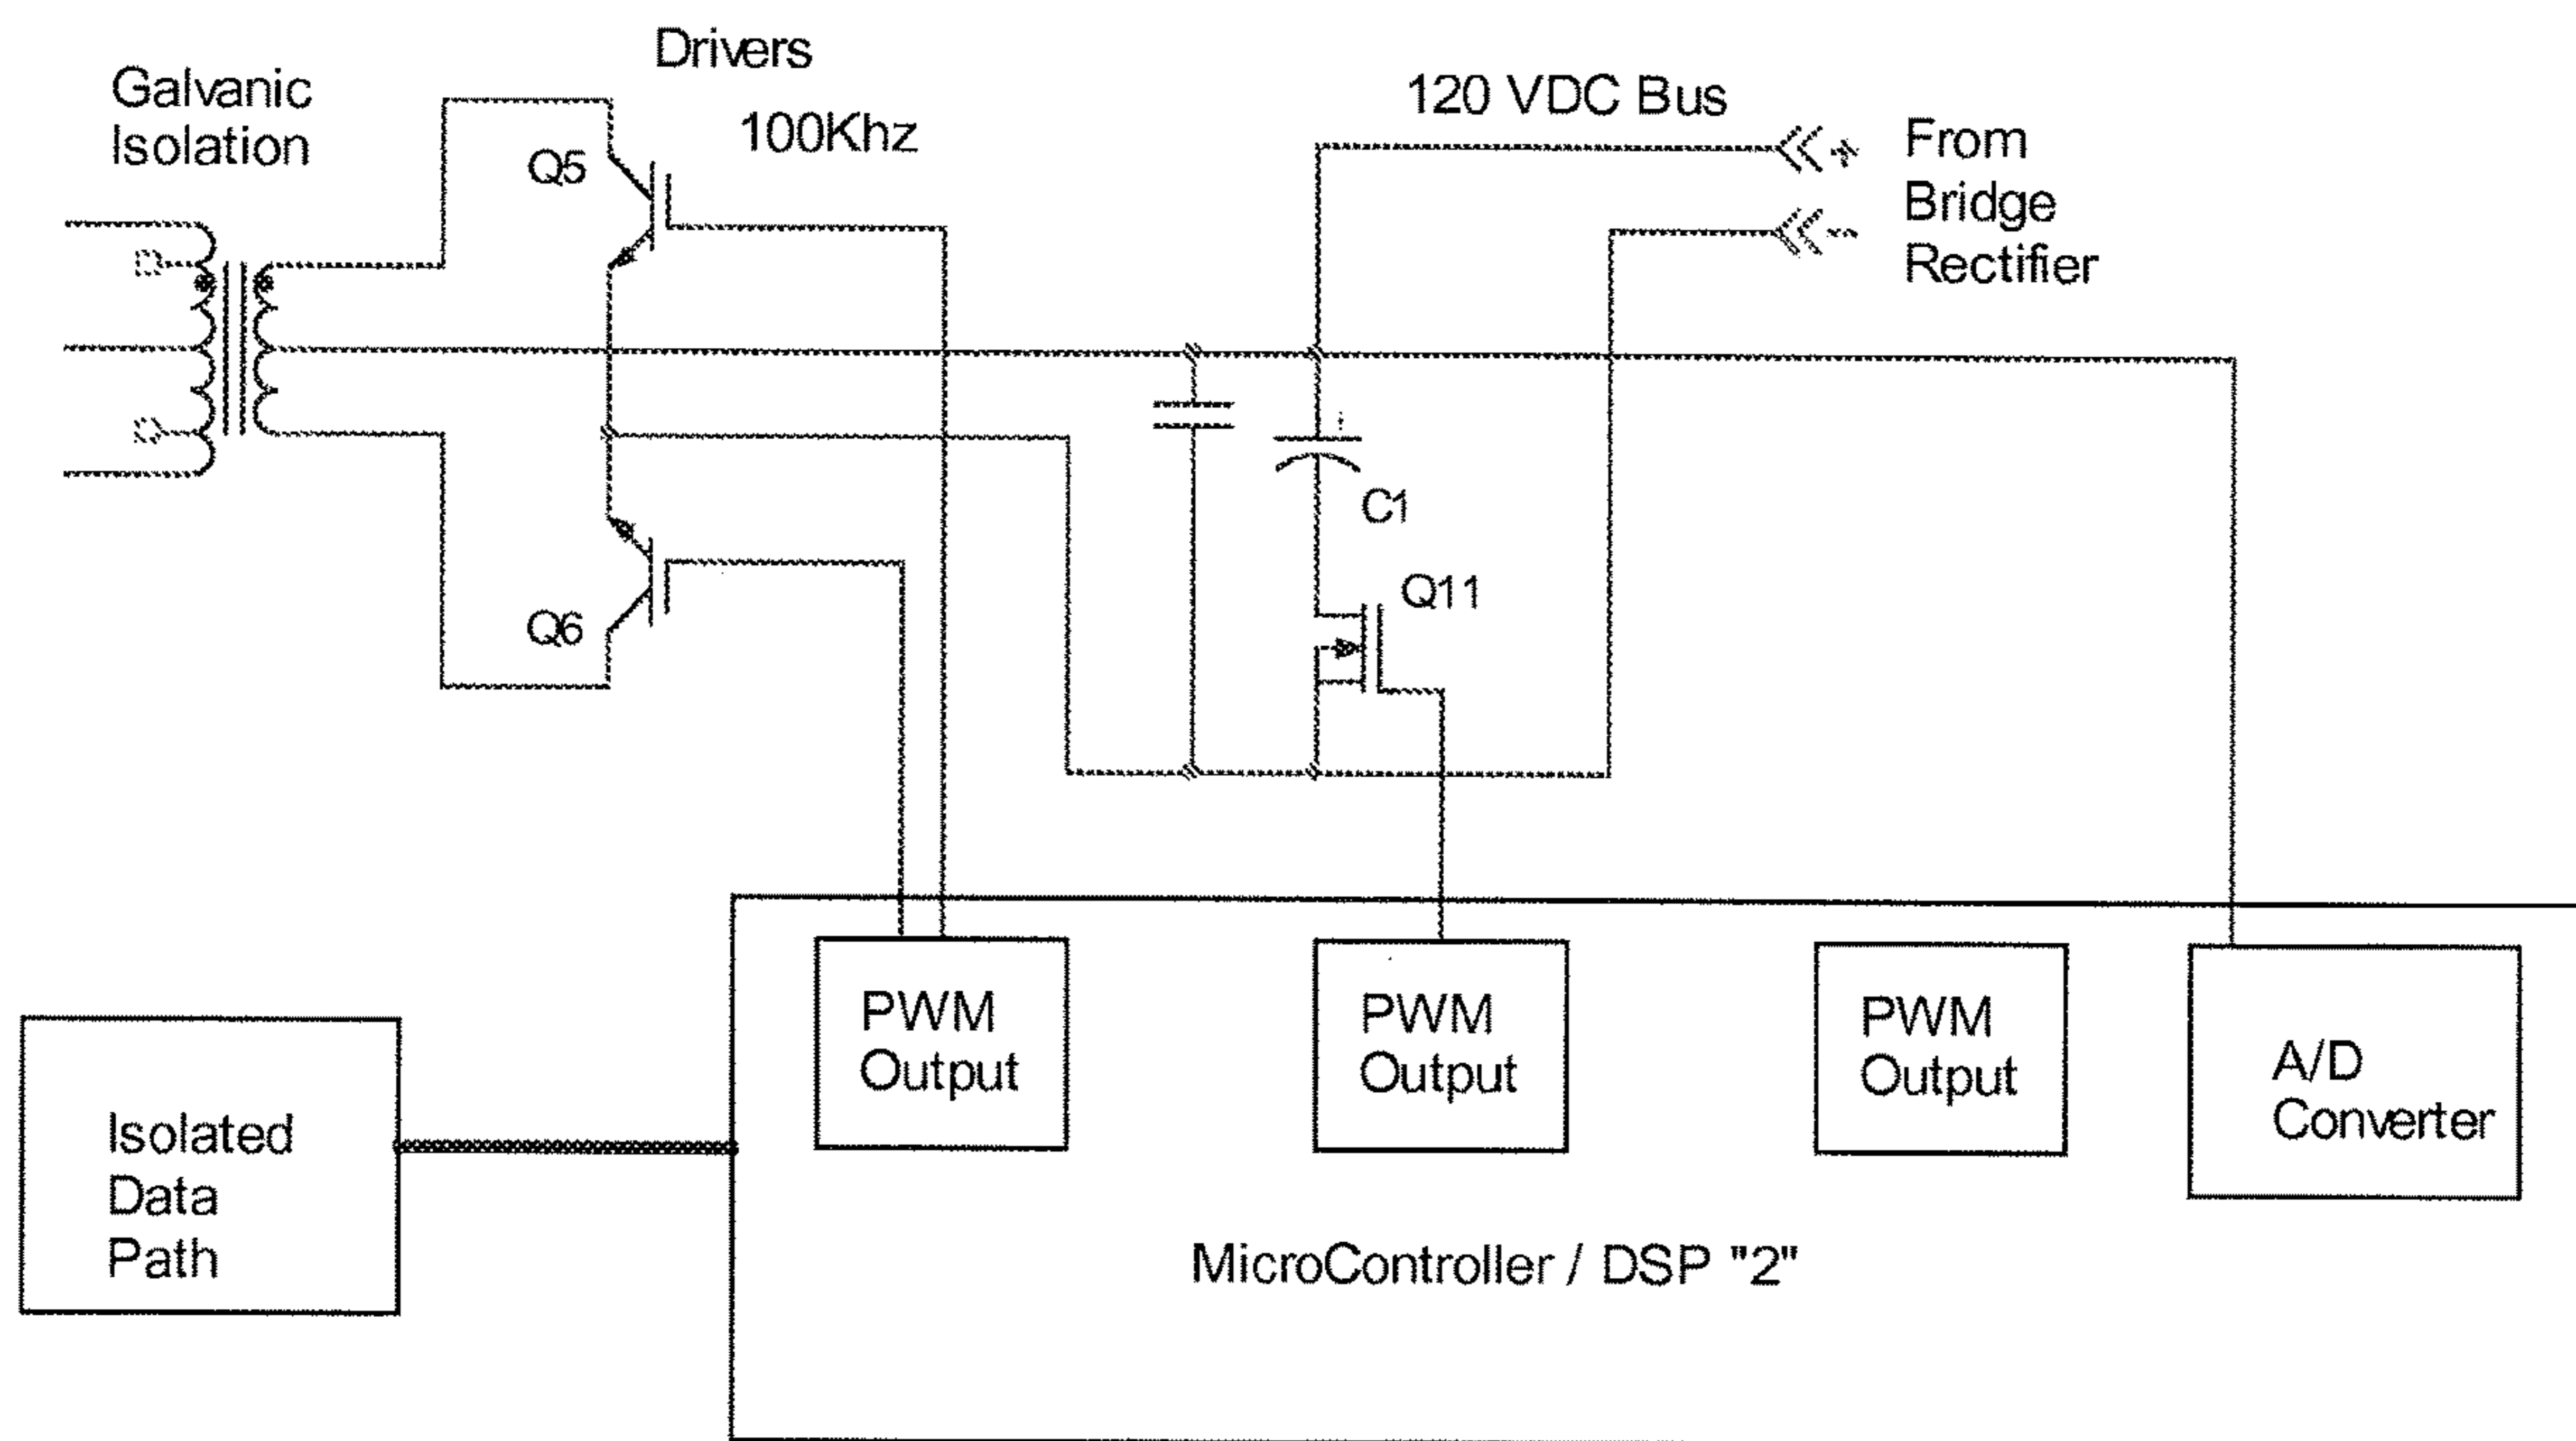 Drivers
100Khz
Galvanic
Isolation
Q5
Q6
120 VDC Bus
+
-
From
Bridge
Rectifier
+
C1
Q11
PWM
Output
PWM
Output
PWM
Output
A/D
Converter
Isolated
Data
Path
MicroController / DSP "2"